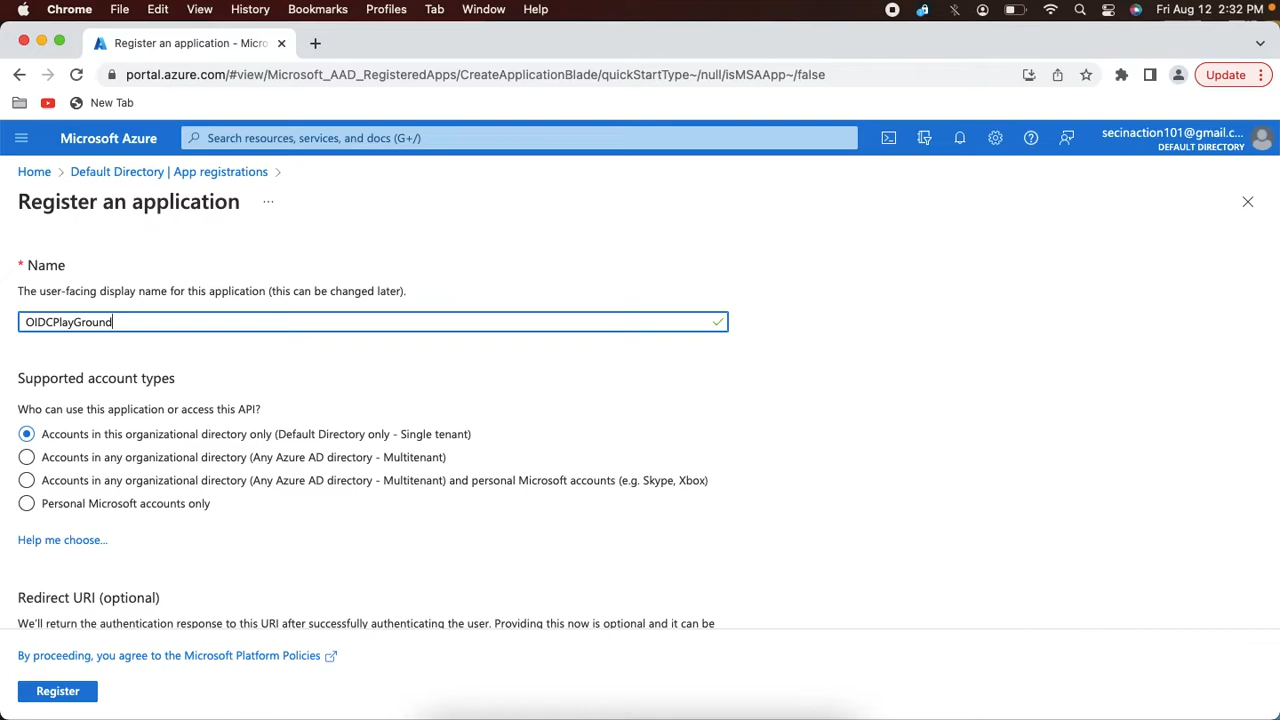 Chrome File Edit View History Bookmarks Profiles Tab Window Help Fri Aug 12 2:32 PM
Register an application - Micro
portal.azure.com/#view/Microsoft_AAD_RegisteredApps/CreateApplicationBlade/quickStartType~/null/isMSAApp~/false Update
New Tab
Microsoft Azure Search resources, services, and docs (G+/) secinaction101@gmail.c...
DEFAULT DIRECTORY
Home > Default Directory | App registrations >
Register an application ...
* Name
The user-facing display name for this application (this can be changed later).
OIDCPlayGround
Supported account types
Who can use this application or access this API?
Accounts in this organizational directory only (Default Directory only - Single tenant)
Accounts in any organizational directory (Any Azure AD directory - Multitenant)
Accounts in any organizational directory (Any Azure AD directory - Multitenant) and personal Microsoft accounts (e.g. Skype, Xbox)
Personal Microsoft accounts only
Help me choose...
Redirect URI (optional)
We'll return the authentication response to this URI after successfully authenticating the user. Providing this now is optional and it can be
By proceeding, you agree to the Microsoft Platform Policies
Register